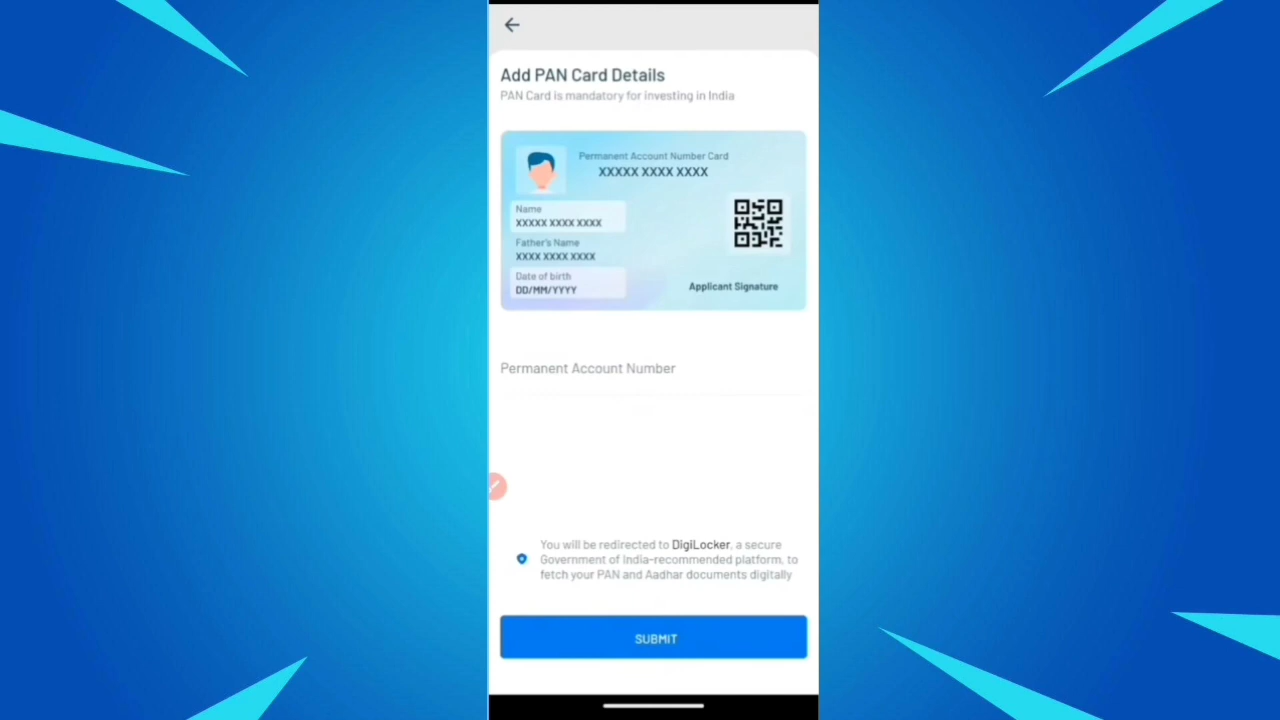 Add PAN Card Details
PAN Card is mandatory for investing in India
Permanent Account Number Card
XXXXX XXXX XXXX
Name
XXXXX XXXX XXXX
Father's Name
XXXX XXXX XXXX
Date of birth
DD/MM/YYYY
Applicant Signature
Permanent Account Number
You will be redirected to DigiLocker, a secure
Government of India-recommended platform, to
fetch your PAN and Aadhar documents digitally
SUBMIT